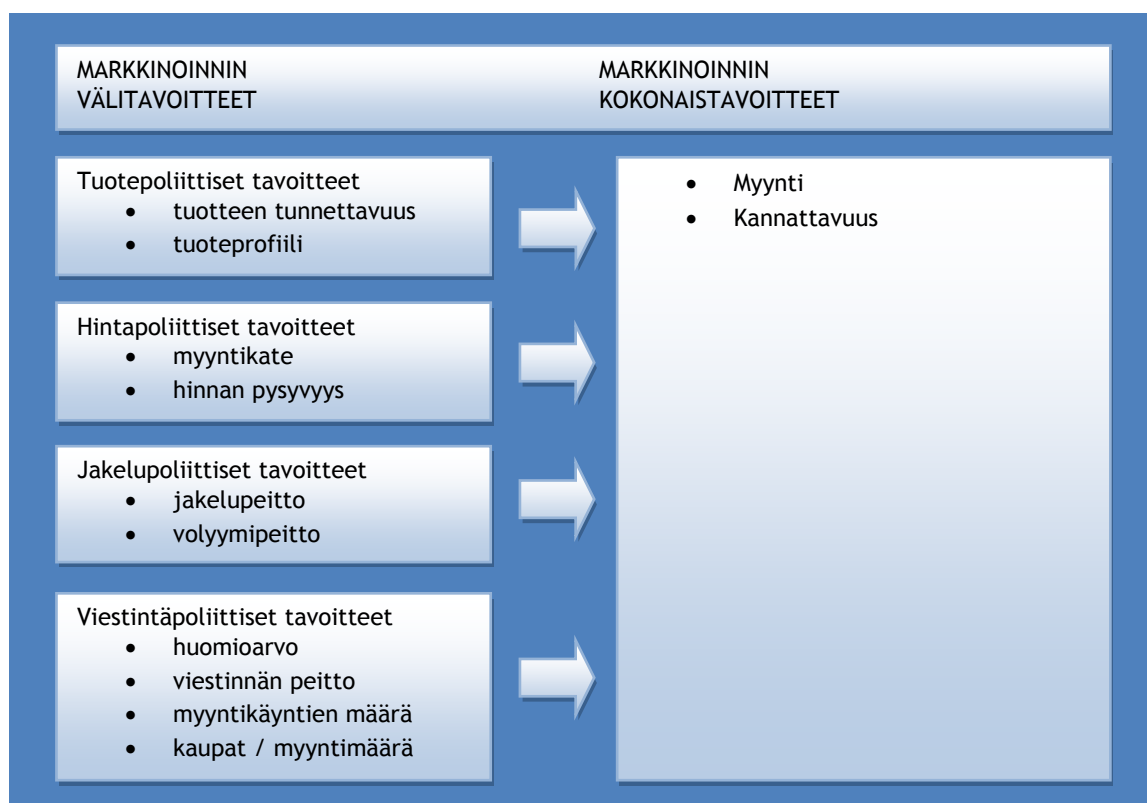 MARKKINOINNIN
VÄLITAVOITTEET
MARKKINOINNIN
KOKONAISTAVOITTEET
Tuotepoliittiset tavoitteet
• tuotteen tunnettavuus
• tuoteprofiili
Hintapoliittiset tavoitteet
• myyntikate
• hinnan pysyvyys
Jakelupoliittiset tavoitteet
• jakelupeitto
• volyymipeitto
Viestintäpoliittiset tavoitteet
• huomioarvo
• viestinnän peitto
• myyntikäyntien määrä
• kaupat / myyntimäärä
• Myynti
• Kannattavuus